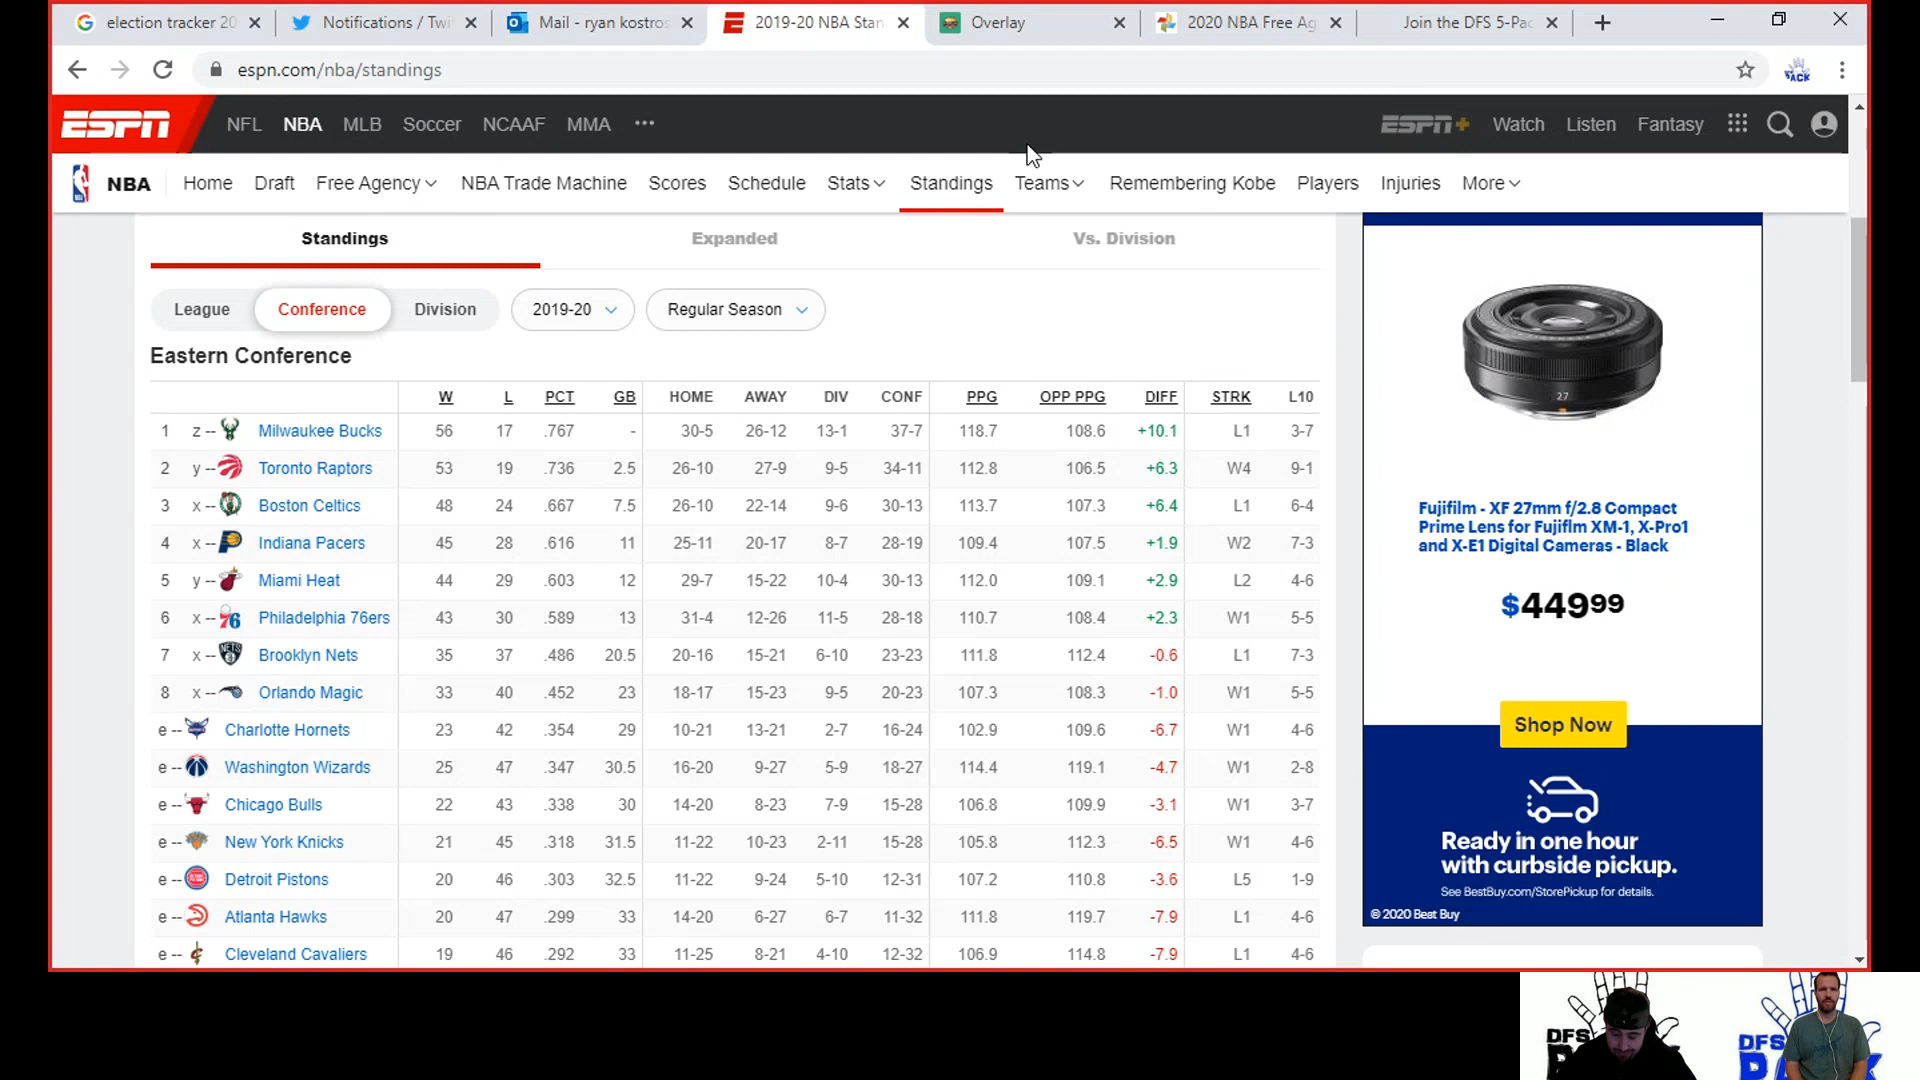 election tracker 20
Notifications / Twi
Mail - ryan kostros
2019-20 NBA Stan
Overlay
2020 NBA Free Ag
Join the DFS 5-Pac
espn.com/nba/standings
ESPN NFL NBA MLB Soccer NCAAF MMA ... ESPN+ Watch Listen Fantasy
NBA Home Draft Free Agency NBA Trade Machine Scores Schedule Stats Standings Teams Remembering Kobe Players Injuries More
Standings Expanded Vs. Division
League Conference Division 2019-20 Regular Season
Eastern Conference
W L PCT GB HOME AWAY DIV CONF PPG OPP PPG DIFF STRK L10
1 z -- Milwaukee Bucks 56 17 .767 - 30-5 26-12 13-1 37-7 118.7 108.6 +10.1 L1 3-7
2 y -- Toronto Raptors 53 19 .736 2.5 26-10 27-9 9-5 34-11 112.8 106.5 +6.3 W4 9-1
3 x -- Boston Celtics 48 24 .667 7.5 26-10 22-14 9-6 30-13 113.7 107.3 +6.4 L1 6-4
4 x -- Indiana Pacers 45 28 .616 11 25-11 20-17 8-7 28-19 109.4 107.5 +1.9 W2 7-3
5 y -- Miami Heat 44 29 .603 12 29-7 15-22 10-4 30-13 112.0 109.1 +2.9 L2 4-6
6 x -- 76 Philadelphia 76ers 43 30 .589 13 31-4 12-26 11-5 28-18 110.7 108.4 +2.3 W1 5-5
7 x -- Brooklyn Nets 35 37 .486 20.5 20-16 15-21 6-10 23-23 111.8 112.4 -0.6 L1 7-3
8 x -- Orlando Magic 33 40 .452 23 18-17 15-23 9-5 20-23 107.3 108.3 -1.0 W1 5-5
e -- Charlotte Hornets 23 42 .354 29 10-21 13-21 2-7 16-24 102.9 109.6 -6.7 W1 4-6
e -- Washington Wizards 25 47 .347 30.5 16-20 9-27 5-9 18-27 114.4 119.1 -4.7 W1 2-8
e -- Chicago Bulls 22 43 .338 30 14-20 8-23 7-9 15-28 106.8 109.9 -3.1 W1 3-7
e -- New York Knicks 21 45 .318 31.5 11-22 10-23 2-11 15-28 105.8 112.3 -6.5 W1 4-6
e -- Detroit Pistons 20 46 .303 32.5 11-22 9-24 5-10 12-31 107.2 110.8 -3.6 L5 1-9
e -- Atlanta Hawks 20 47 .299 33 14-20 6-27 6-7 11-32 111.8 119.7 -7.9 L1 4-6
e -- Cleveland Cavaliers 19 46 .292 33 11-25 8-21 4-10 12-32 106.9 114.8 -7.9 L1 4-6
27
Fujifilm - XF 27mm f/2.8 Compact
Prime Lens for Fujiflm XM-1, X-Pro1
and X-E1 Digital Cameras - Black
$44999
Shop Now
Ready in one hour
with curbside pickup.
See BestBuy.com/StorePickup for details.
© 2020 Best Buy
DFS
DFS
PACK